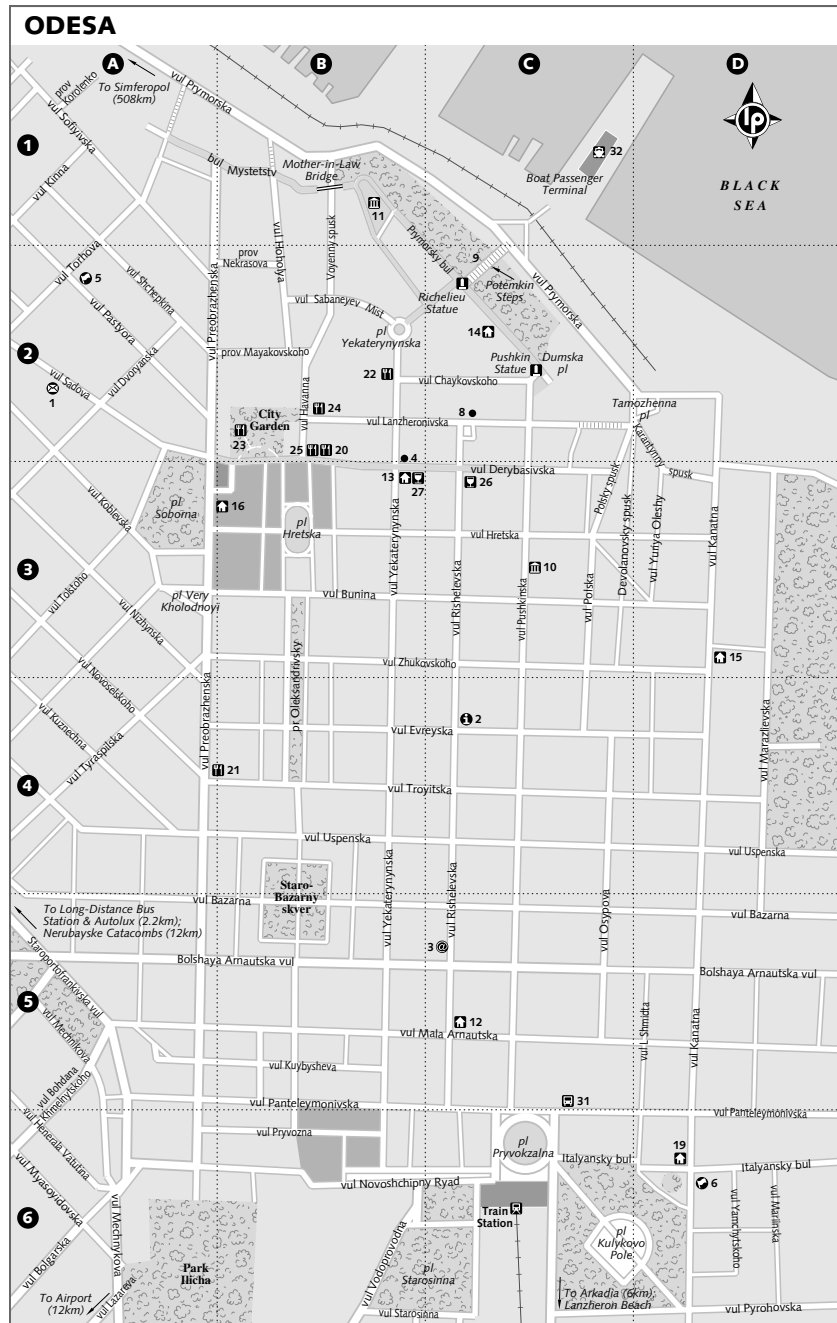 ODESA
A
B
C
D
prov
Korolenko
To Simferopol
(508km)
vul Prymorska
vul Sofiyivska
1
bul Mystetstv
Mother-in-Law
Bridge
32
Boat Passenger
Terminal
lp
BLACK
SEA
vul Kinna
11
Prymorsky bul
vul Hoholya
Voyenny spusk
9
vul Torhova
prov
Nekrasova
5
vul Shchepkina
vul Pastyora
vul Preobrazhenska
vul Sabaneyev Mist
Richelieu
Statue
Potemkin
Steps
vul Prymorska
pl
Yekaterynynska
14
Pushkin
Statue
Dumska
pl
2
prov Mayakovskoho
vul Sadova
vul Dvoryanska
1
22
vul Chaykovskoho
vul Havanna
24
City
Garden
23
vul Lanzheronivska
8
Tamozhenna
pl
Karantynny spusk
25
20
4
vul Derybasivska
13
27
26
Polsky spusk
vul Koblevska
pl
Soborna
16
pl
Hretska
vul Yekaterynynska
vul Hretska
Devolanovsky spusk
vul Yuriya Oleshy
vul Kanatna
3
vul Tolstoho
vul Nizhynska
pl Very
Kholodnoyi
vul Bunina
vul Rishelevska
vul Pushkinska
10
vul Polska
vul Zhukovskoho
15
vul Novoselskoho
vul Kuznechna
vul Tyraspilska
vul Preobrazhenska
pr Oleksandrivsky
vul Evreyska
2
vul Marazlievska
21
4
vul Troyitska
vul Uspenska
vul Uspenska
Staro-
Bazarny
skver
vul Bazarna
vul Bazarna
To Long-Distance Bus
Station & Autolux (2.2km);
Nerubayske Catacombs (12km)
vul Yekaterynynska
vul Rishelevska
vul Osypova
3
Staroportofrankivska vul
Bolshaya Arnautska vul
Bolshaya Arnautska vul
5
vul Mechnikova
12
vul Mala Arnautska
vul L Shmidta
vul Kanatna
vul Bohdana
Khmelnytskoho
vul Kuybysheva
31
vul Panteleymonivska
vul Panteleymonivska
vul Henerala Vatutina
vul Pryvozna
pl
Pryvokzalna
19
Italyansky bul
Italyansky bul
vul Myasoyidovska
vul Novoshchipny Ryad
6
6
vul Mechnykova
Train
Station
vul Yamchytskoho
vul Marlinska
pl
Kulykovo
Pole
vul Bolgarska
Park
Ilicha
vul Vodoprovodna
pl
Starosinna
To Airport
(12km)
vul Lazareva
To Arkadia (6km);
Lanzheron Beach
vul Starosinna
vul Pyrohovska